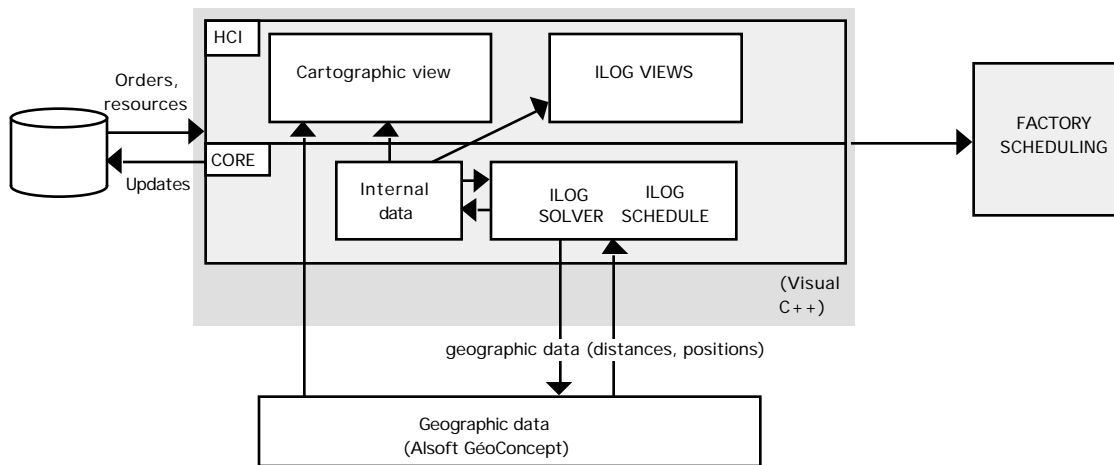 HCI
Cartographic view
ILOG VIEWS
Orders,
resources
FACTORY
SCHEDULING
CORE
Updates
Internal
data
ILOG
SOLVER
ILOG
SCHEDULE
(Visual
C++)
geographic data (distances, positions)
Geographic data
(Alsoft GéoConcept)